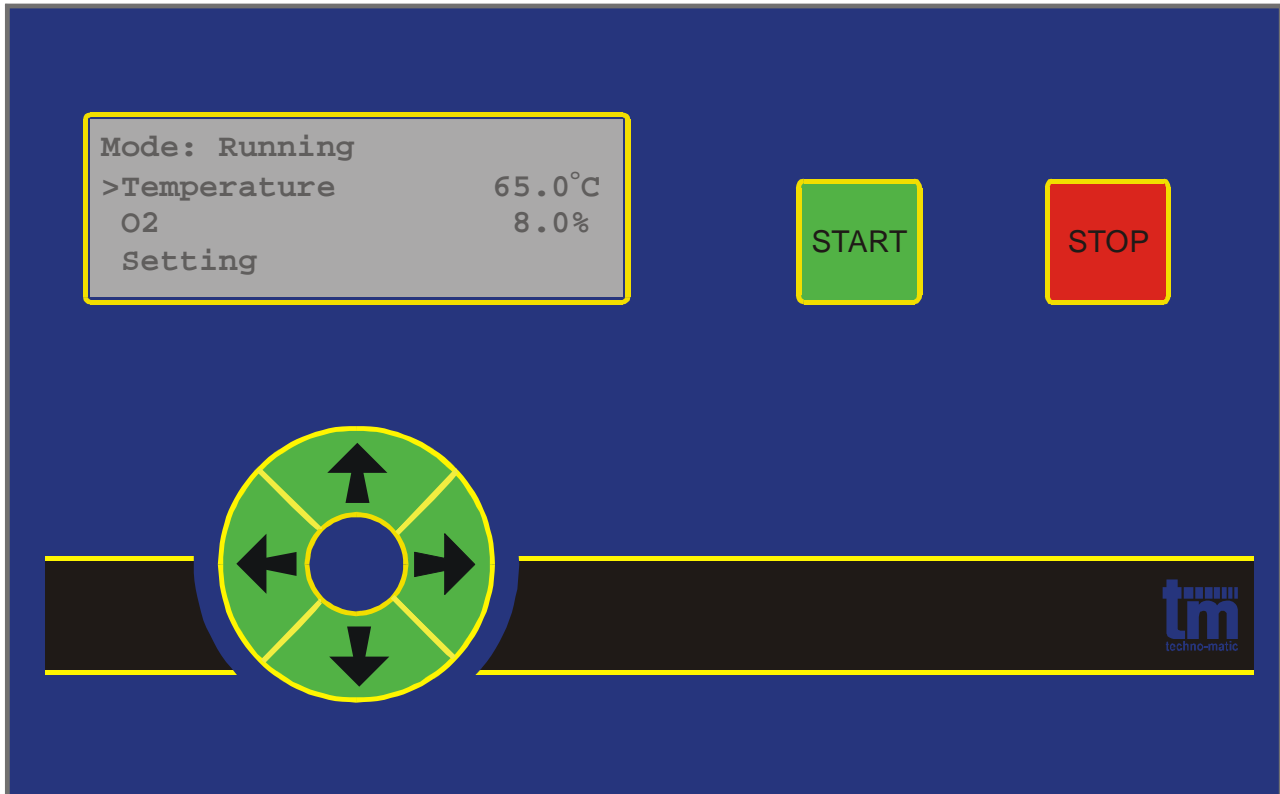 Mode: Running
>Temperature 65.0°C
O2 8.0%
Setting
START
STOP
tm
techno-matic